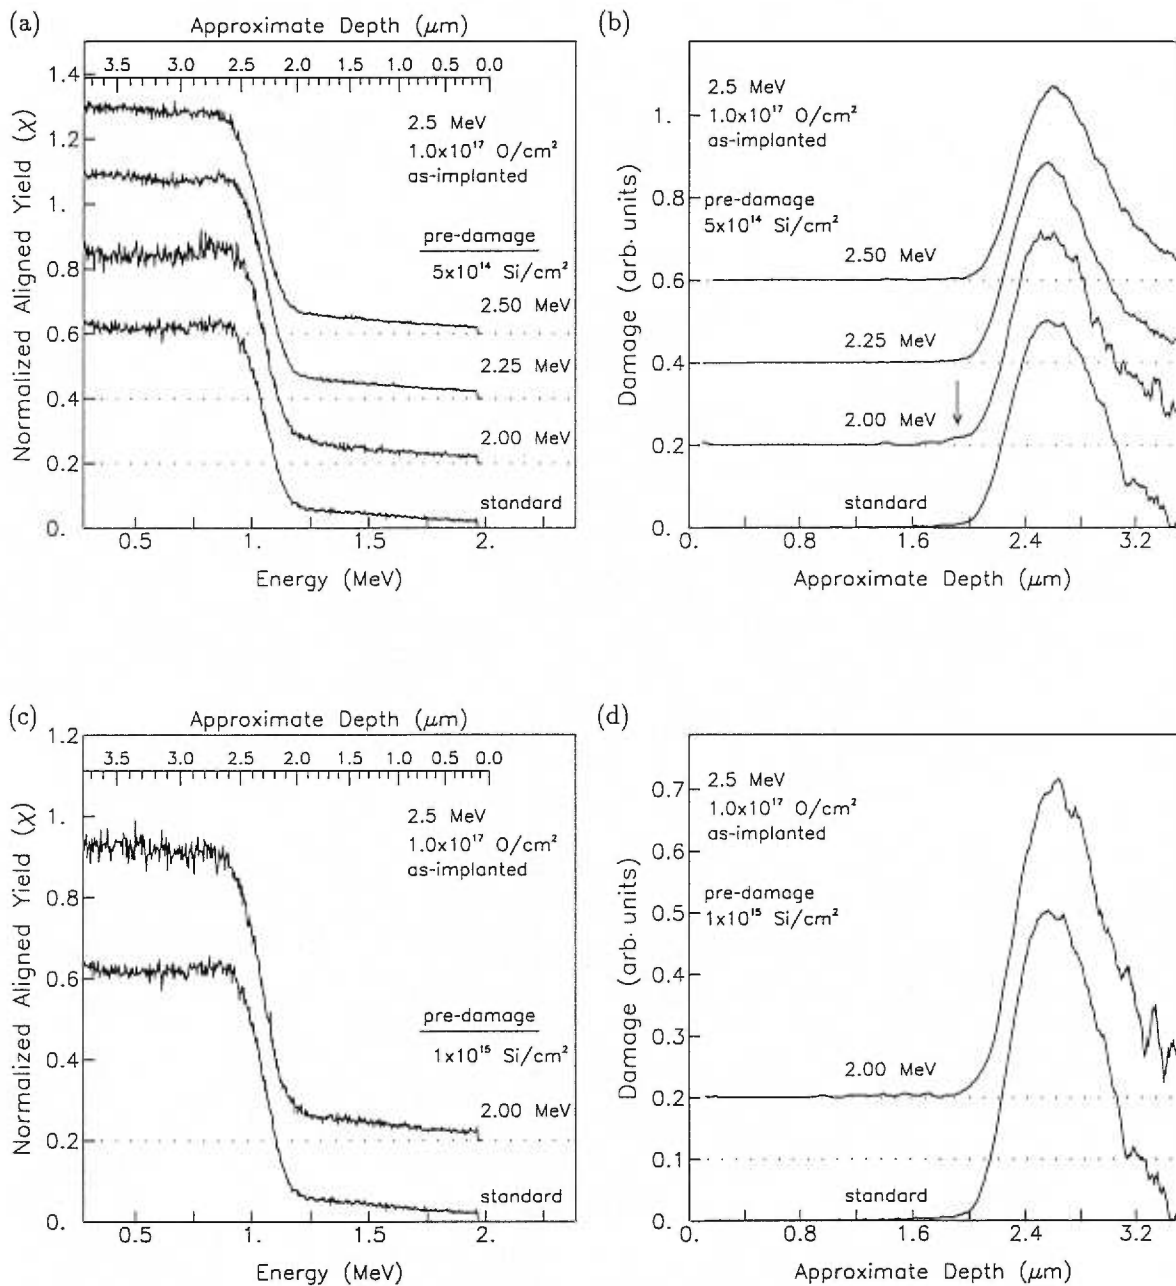 (a)
Approximate Depth (μm)
3.5 3.0 2.5 2.0 1.5 1.0 0.5 0.0
1.4
1.2
1.
0.8
0.6
0.4
0.2
0.
Normalized Aligned Yield (χ)
2.5 MeV
1.0x10¹⁷ O/cm²
as-implanted
pre-damage
5x10¹⁴ Si/cm²
2.50 MeV
2.25 MeV
2.00 MeV
standard
0.5 1. 1.5 2.
Energy (MeV)
(b)
1.
0.8
0.6
0.4
0.2
0.
Damage (arb. units)
2.5 MeV
1.0x10¹⁷ O/cm²
as-implanted
pre-damage
5x10¹⁴ Si/cm²
2.50 MeV
2.25 MeV
2.00 MeV
standard
0. 0.8 1.6 2.4 3.2
Approximate Depth (μm)
(c)
Approximate Depth (μm)
3.5 3.0 2.5 2.0 1.5 1.0 0.5 0.0
1.2
1.
0.8
0.6
0.4
0.2
0.
Normalized Aligned Yield (χ)
2.5 MeV
1.0x10¹⁷ O/cm²
as-implanted
pre-damage
1x10¹⁵ Si/cm²
2.00 MeV
standard
0.5 1. 1.5 2.
Energy (MeV)
(d)
0.7
0.6
0.5
0.4
0.3
0.2
0.1
0.
Damage (arb. units)
2.5 MeV
1.0x10¹⁷ O/cm²
as-implanted
pre-damage
1x10¹⁵ Si/cm²
2.00 MeV
standard
0. 0.8 1.6 2.4 3.2
Approximate Depth (μm)